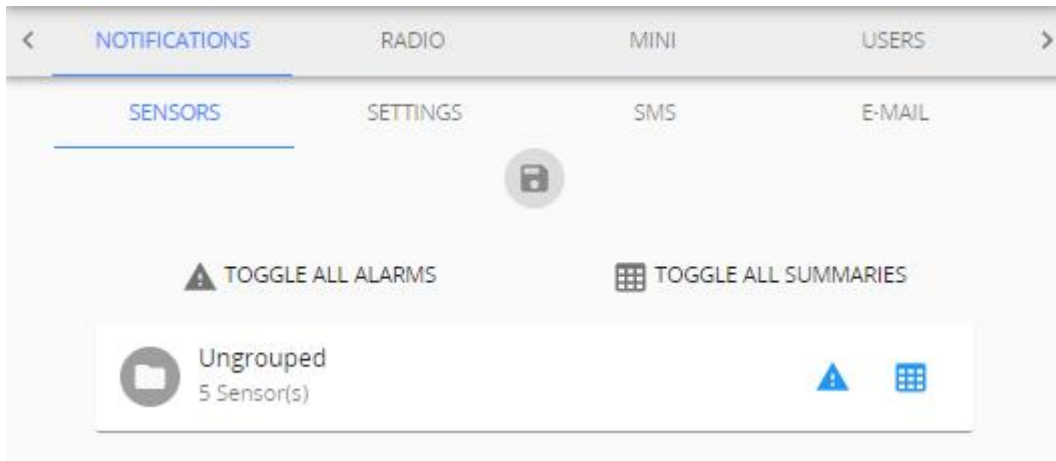 NOTIFICATIONS RADIO MINI USERS
SENSORS SETTINGS SMS E-MAIL
TOGGLE ALL ALARMS TOGGLE ALL SUMMARIES
Ungrouped
5 Sensor(s)